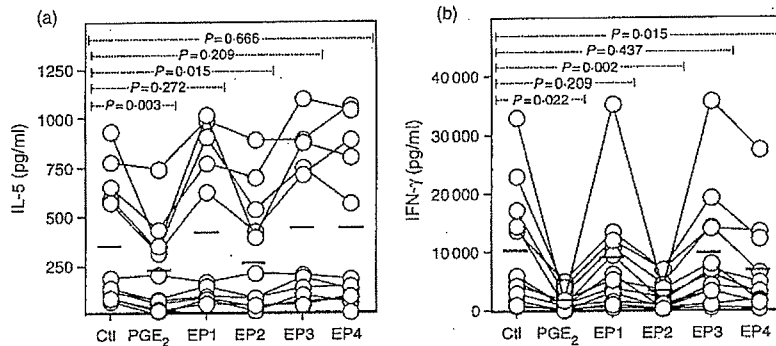 (a)
P=0·666
P=0·209
P=0·015
P=0·272
P=0·003
1250
1000
750
500
250
IL-5 (pg/ml)
Ctl PGE2 EP1 EP2 EP3 EP4
(b)
P=0·015
P=0·437
P=0·002
P=0·209
P=0·022
50 000
40 000
30 000
20 000
10 000
0
IFN-γ (pg/ml)
Ctl PGE2 EP1 EP2 EP3 EP4